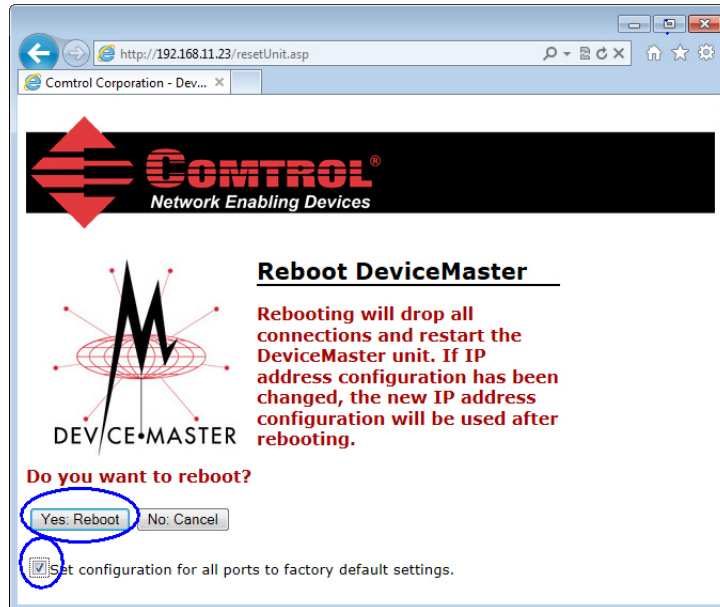 http://192.168.11.23/resetUnit.asp
Comtrol Corporation - Dev...
COMTROL®
Network Enabling Devices
DEVICE•MASTER
Reboot DeviceMaster
Rebooting will drop all
connections and restart the
DeviceMaster unit. If IP
address configuration has been
changed, the new IP address
configuration will be used after
rebooting.
Do you want to reboot?
Yes: Reboot No: Cancel
Set configuration for all ports to factory default settings.